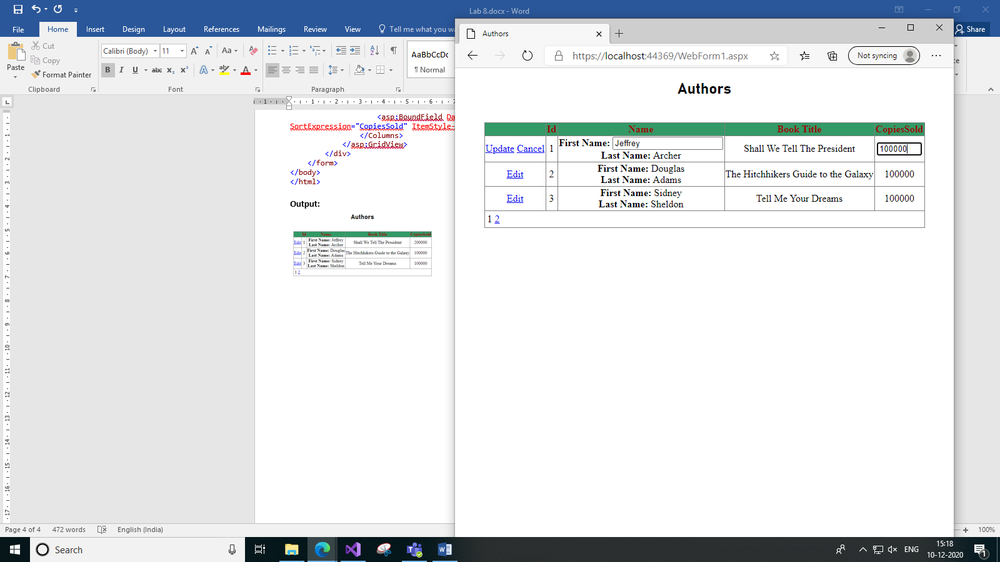 Lab 8.docx - Word
File
Home
Insert
Design
Layout
References
Mailings
Review
View
Tell me what you wa
Share
Paste
Cut
Copy
Format Painter
Clipboard
Calibri (Body)
11
Font
Paragraph
AaBbCcDc
¶ Normal
<asp:BoundField Da
SortExpression="CopiesSold" ItemStyle-
</Columns>
</asp:GridView>
</div>
</form>
</body>
</html>
Output:
Authors
Id Name Book Title CopiesSold
Edit 1 First Name: Jeffrey Last Name: Archer Shall We Tell The President 200000
Edit 2 First Name: Douglas Last Name: Adams The Hitchhikers Guide to the Galaxy 100000
Edit 3 First Name: Sidney Last Name: Sheldon Tell Me Your Dreams 100000
1 2
Authors
https://localhost:44369/WebForm1.aspx
Not syncing
Authors
Id Name Book Title CopiesSold
Update Cancel 1 First Name: Jeffrey Last Name: Archer Shall We Tell The President 100000
Edit 2 First Name: Douglas Last Name: Adams The Hitchhikers Guide to the Galaxy 100000
Edit 3 First Name: Sidney Last Name: Sheldon Tell Me Your Dreams 100000
1 2
Page 4 of 4
472 words
English (India)
100%
Search
ENG
15:18
10-12-2020
1